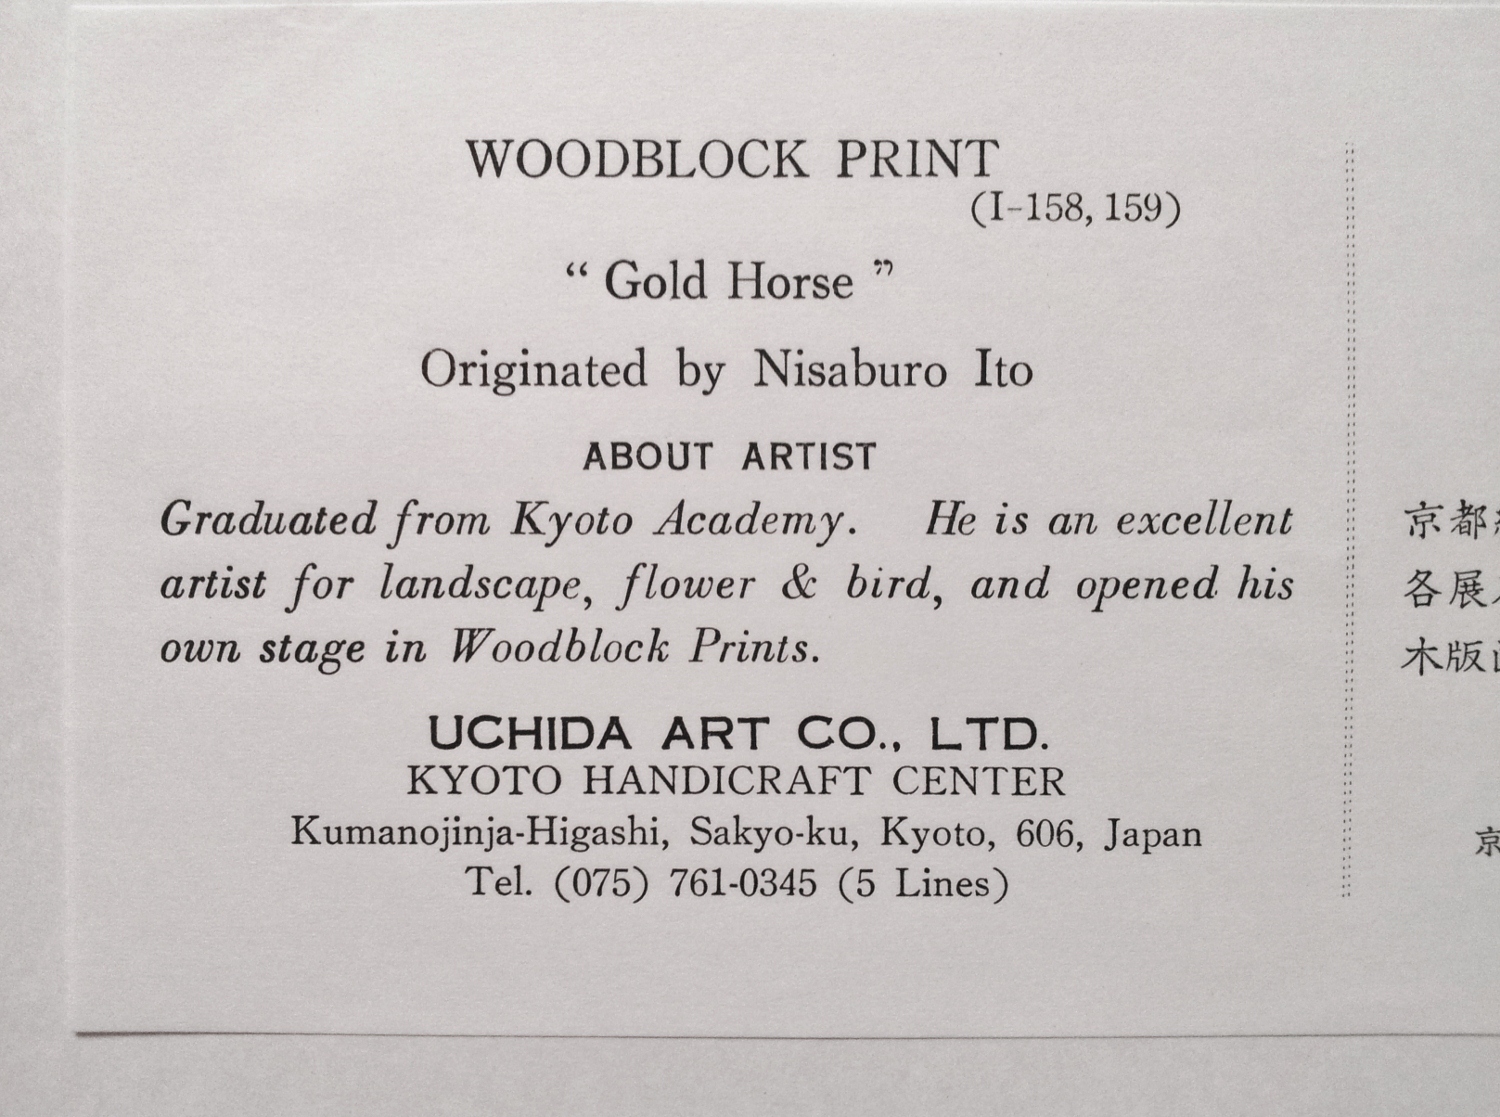 WOODBLOCK PRINT
(I-158, 159)
“ Gold Horse ”
Originated by Nisaburo Ito
ABOUT ARTIST
Graduated from Kyoto Academy. He is an excellent
artist for landscape, flower & bird, and opened his
own stage in Woodblock Prints.
UCHIDA ART CO., LTD.
KYOTO HANDICRAFT CENTER
Kumanojinja-Higashi, Sakyo-ku, Kyoto, 606, Japan
Tel. (075) 761-0345 (5 Lines)
京都
各展
木版
京